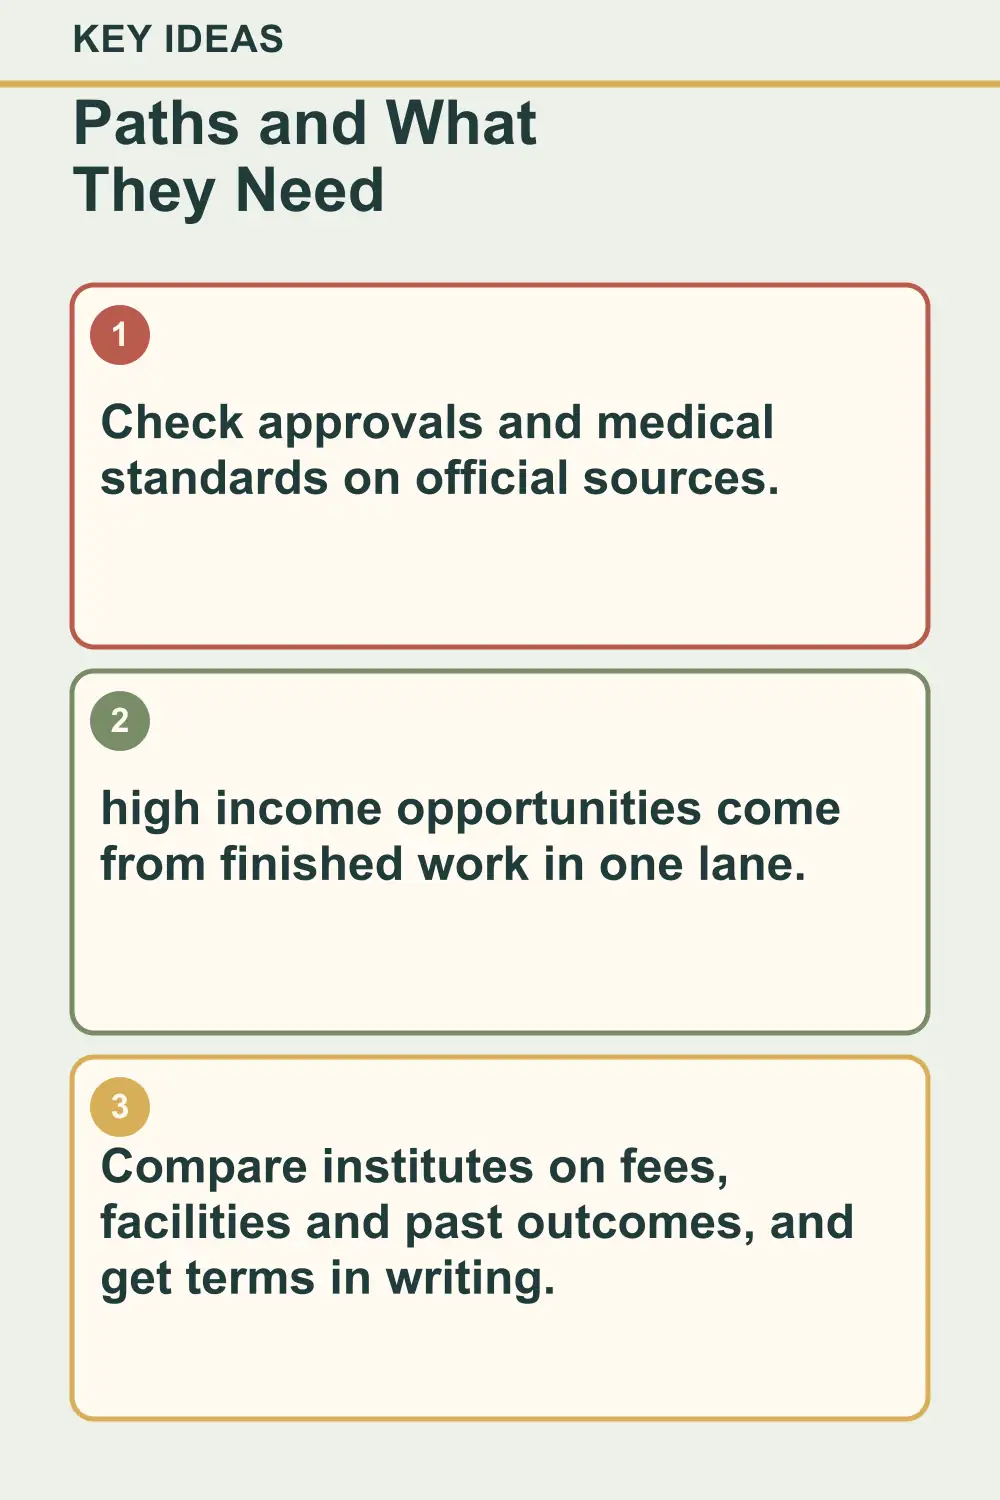 KEY IDEAS
Paths and What
They Need
1
Check approvals and medical
standards on official sources.
2
high income opportunities come
from finished work in one lane.
3
Compare institutes on fees,
facilities and past outcomes, and
get terms in writing.